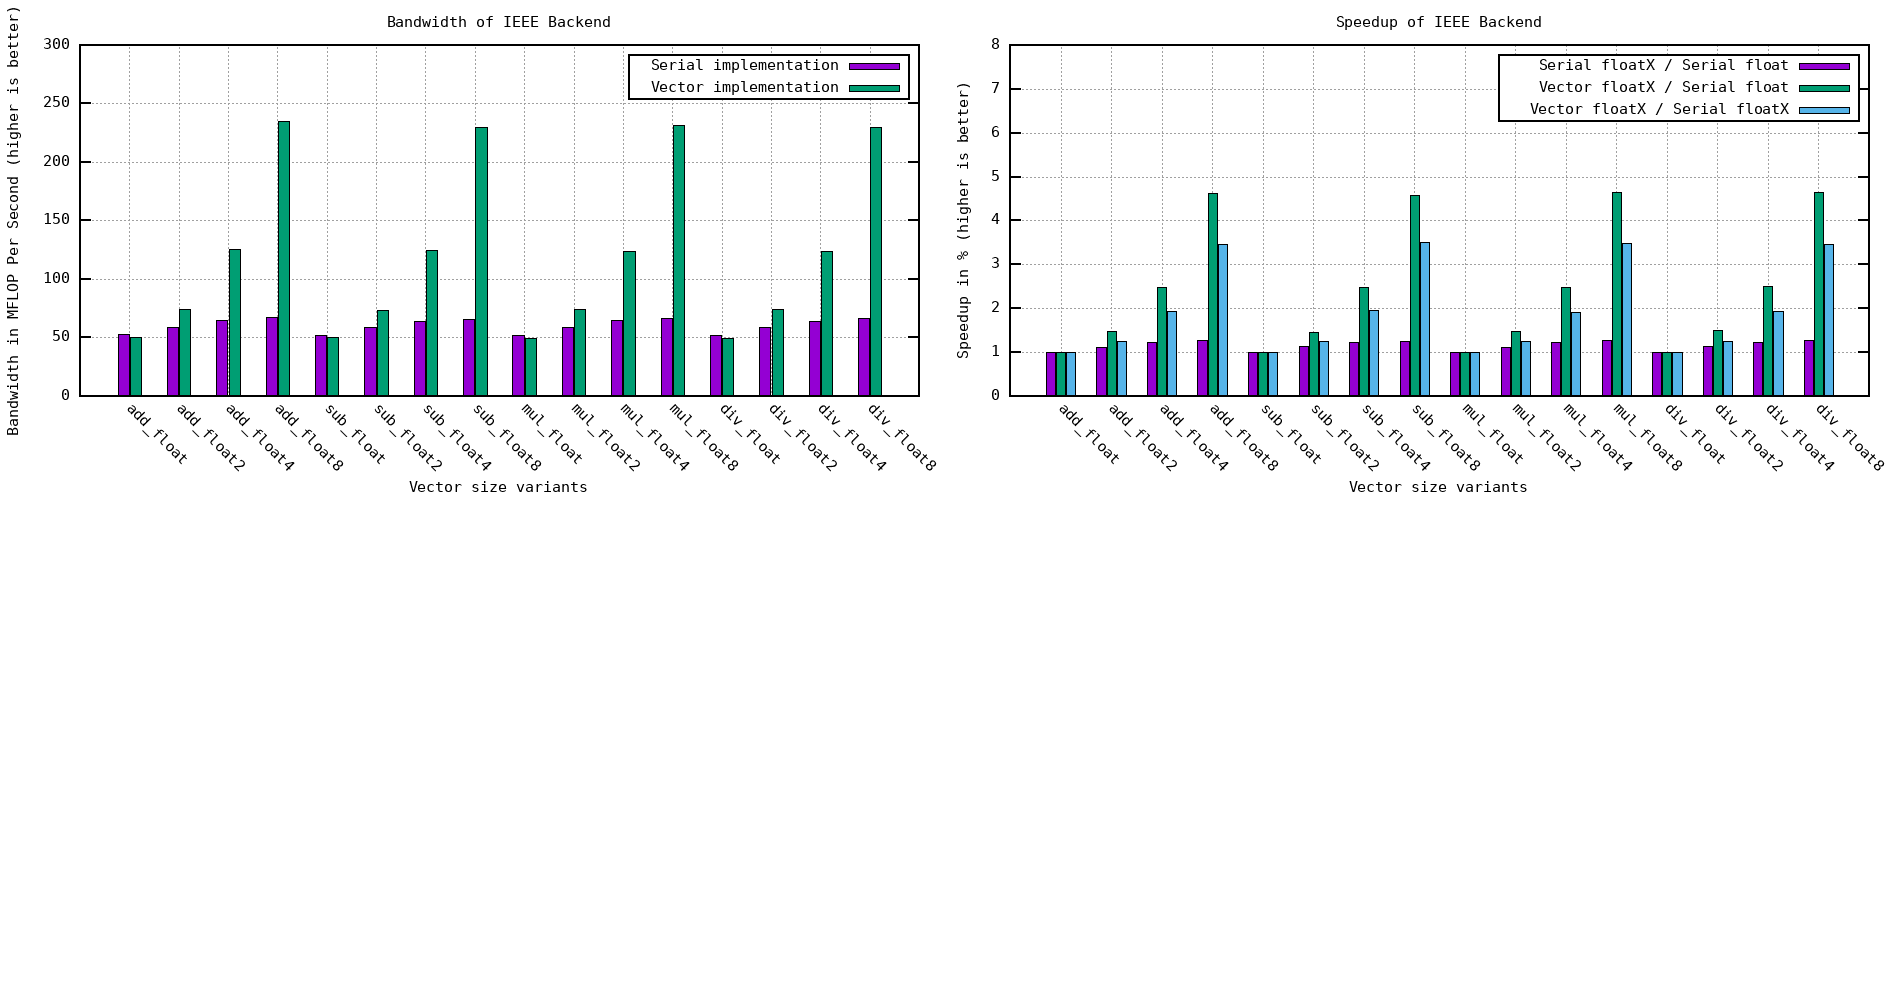 Bandwidth of IEEE Backend
Bandwidth in MFLOP Per Second (higher is better)
300
250
200
150
100
50
0
Serial implementation
Vector implementation
add_float
add_float2
add_float4
add_float8
sub_float
sub_float2
sub_float4
sub_float8
mul_float
mul_float2
mul_float4
mul_float8
div_float
div_float2
div_float4
div_float8
Vector size variants
Speedup of IEEE Backend
Speedup in % (higher is better)
8
7
6
5
4
3
2
1
0
Serial floatX / Serial float
Vector floatX / Serial float
Vector floatX / Serial floatX
add_float
add_float2
add_float4
add_float8
sub_float
sub_float2
sub_float4
sub_float8
mul_float
mul_float2
mul_float4
mul_float8
div_float
div_float2
div_float4
div_float8
Vector size variants